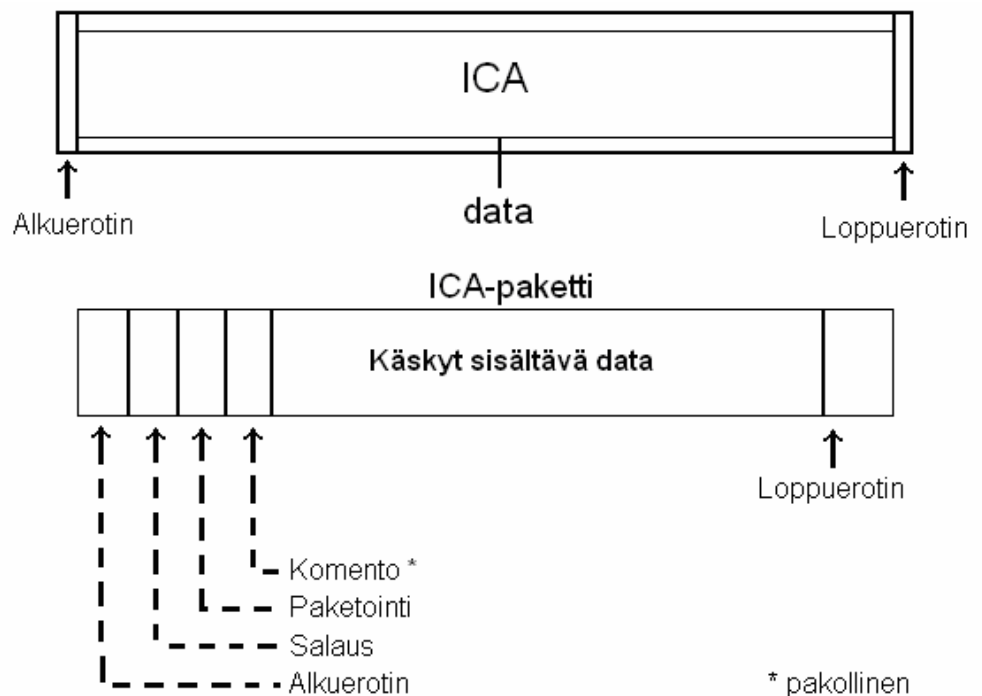 ICA
data
Alkuerotin
Loppuerotin
ICA-paketti
Käskyt sisältävä data
Loppuerotin
Komento *
Paketointi
Salaus
Alkuerotin
* pakollinen